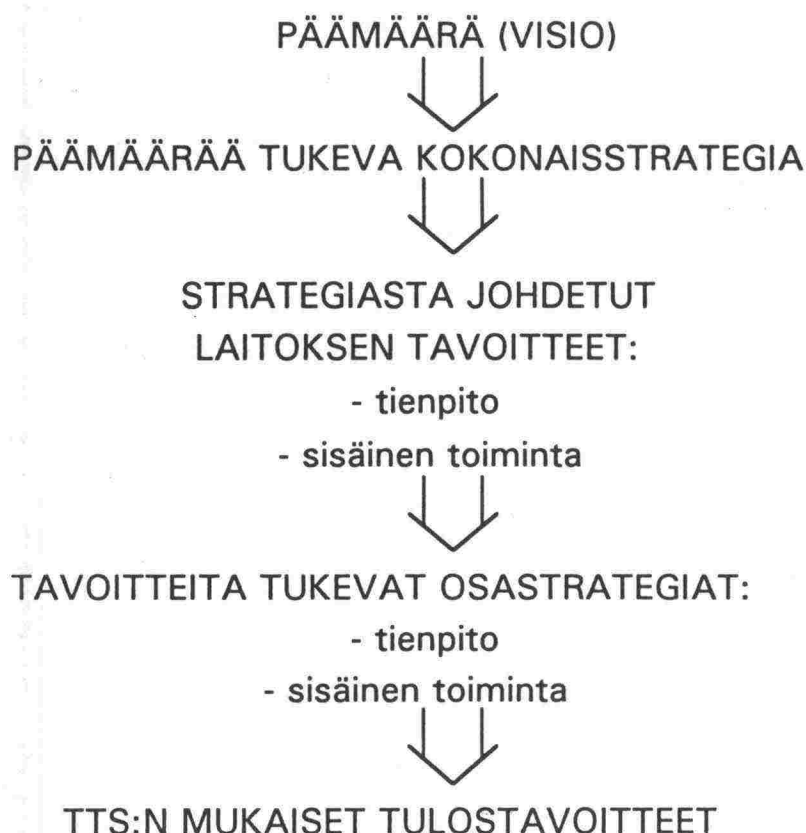 PÄÄMÄÄRÄ (VISIO)
PÄÄMÄÄRÄÄ TUKEVA KOKONAISSTRATEGIA
STRATEGIASTA JOHDETUT
LAITOKSEN TAVOITTEET:
- tienpito
- sisäinen toiminta
TAVOITTEITA TUKEVAT OSASTRATEGIAT:
- tienpito
- sisäinen toiminta
TTS:N MUKAISET TULOSTAVOITTEET